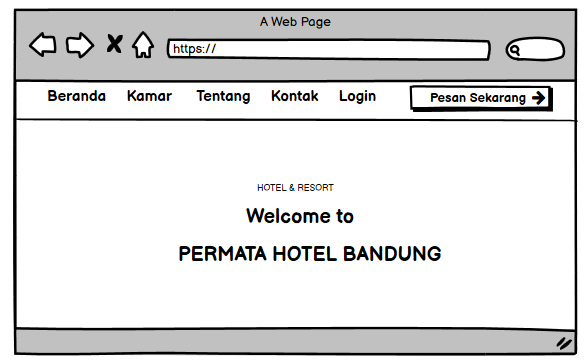 A Web Page
https://
Beranda Kamar Tentang Kontak Login Pesan Sekarang
HOTEL & RESORT
Welcome to
PERMATA HOTEL BANDUNG